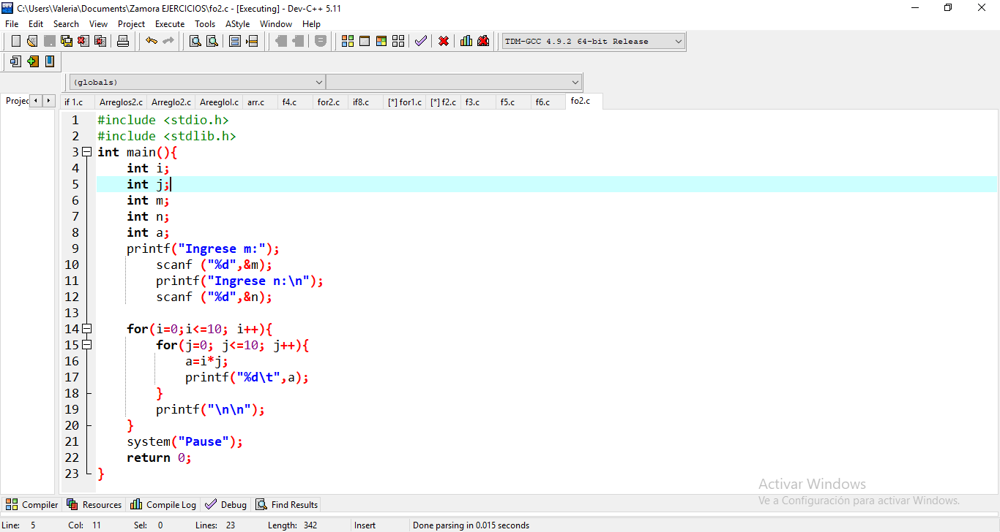 C:\Users\Valeria\Documents\Zamora EJERCICIOS\fo2.c - [Executing] - Dev-C++ 5.11
File Edit Search View Project Execute Tools AStyle Window Help
TDM-GCC 4.9.2 64-bit Release
(globals)
Projec if 1.c Arreglos2.c Arreglo2.c Areeglol.c arr.c f4.c for2.c if8.c [*] for1.c [*] f2.c f3.c f5.c f6.c fo2.c
1 #include <stdio.h>
2 #include <stdlib.h>
3 int main(){
4 int i;
5 int j;
6 int m;
7 int n;
8 int a;
9 printf("Ingrese m:");
10 scanf ("%d",&m);
11 printf("Ingrese n:\n");
12 scanf ("%d",&n);
13
14 for(i=0;i<=10; i++){
15 for(j=0; j<=10; j++){
16 a=i*j;
17 printf("%d\t",a);
18 }
19 printf("\n\n");
20 }
21 system("Pause");
22 return 0;
23 }
Activar Windows
Ve a Configuración para activar Windows.
Compiler Resources Compile Log Debug Find Results
Line: 5 Col: 11 Sel: 0 Lines: 23 Length: 342 Insert Done parsing in 0.015 seconds